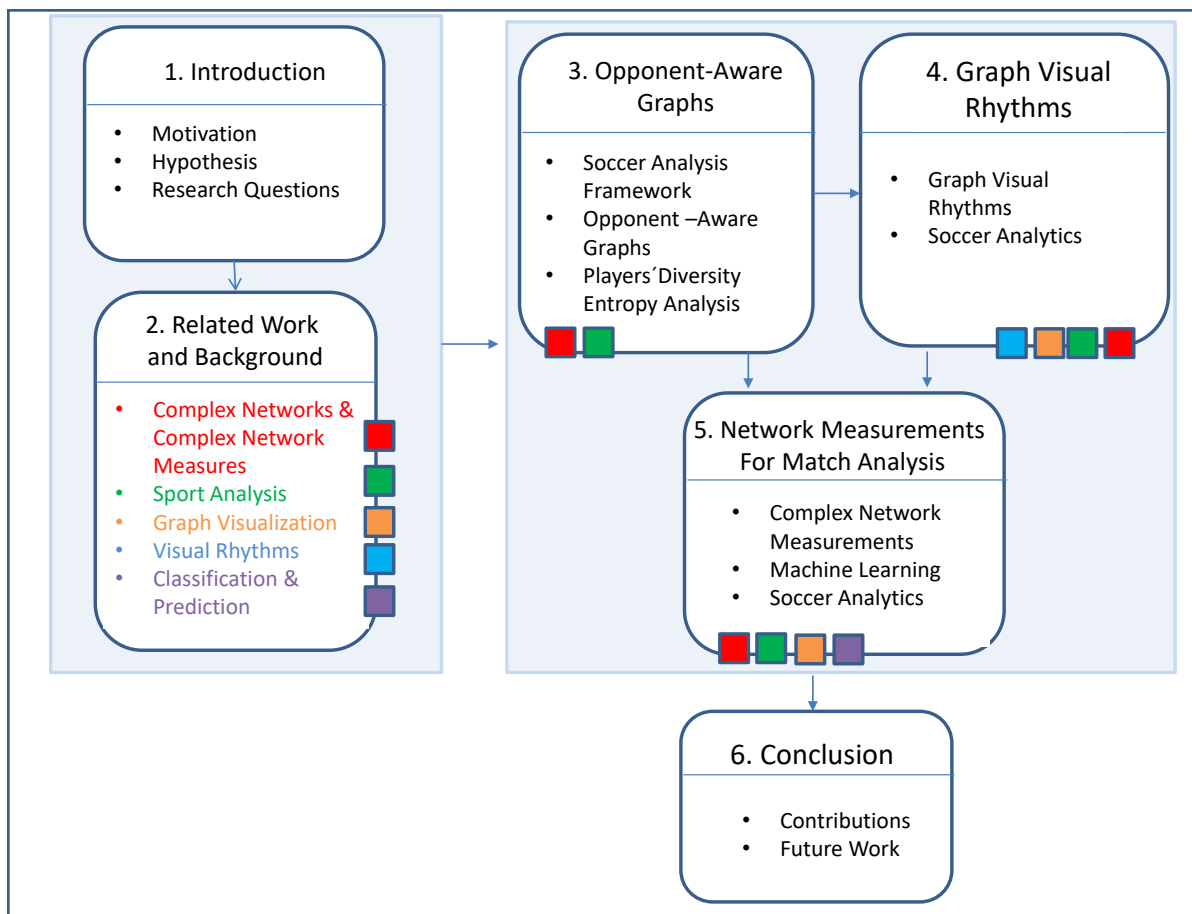 1. Introduction
• Motivation
• Hypothesis
• Research Questions
2. Related Work
and Background
• Complex Networks &
Complex Network
Measures
• Sport Analysis
• Graph Visualization
• Visual Rhythms
• Classification &
Prediction
3. Opponent-Aware
Graphs
• Soccer Analysis
Framework
• Opponent –Aware
Graphs
• Players´Diversity
Entropy Analysis
4. Graph Visual
Rhythms
• Graph Visual
Rhythms
• Soccer Analytics
5. Network Measurements
For Match Analysis
• Complex Network
Measurements
• Machine Learning
• Soccer Analytics
6. Conclusion
• Contributions
• Future Work